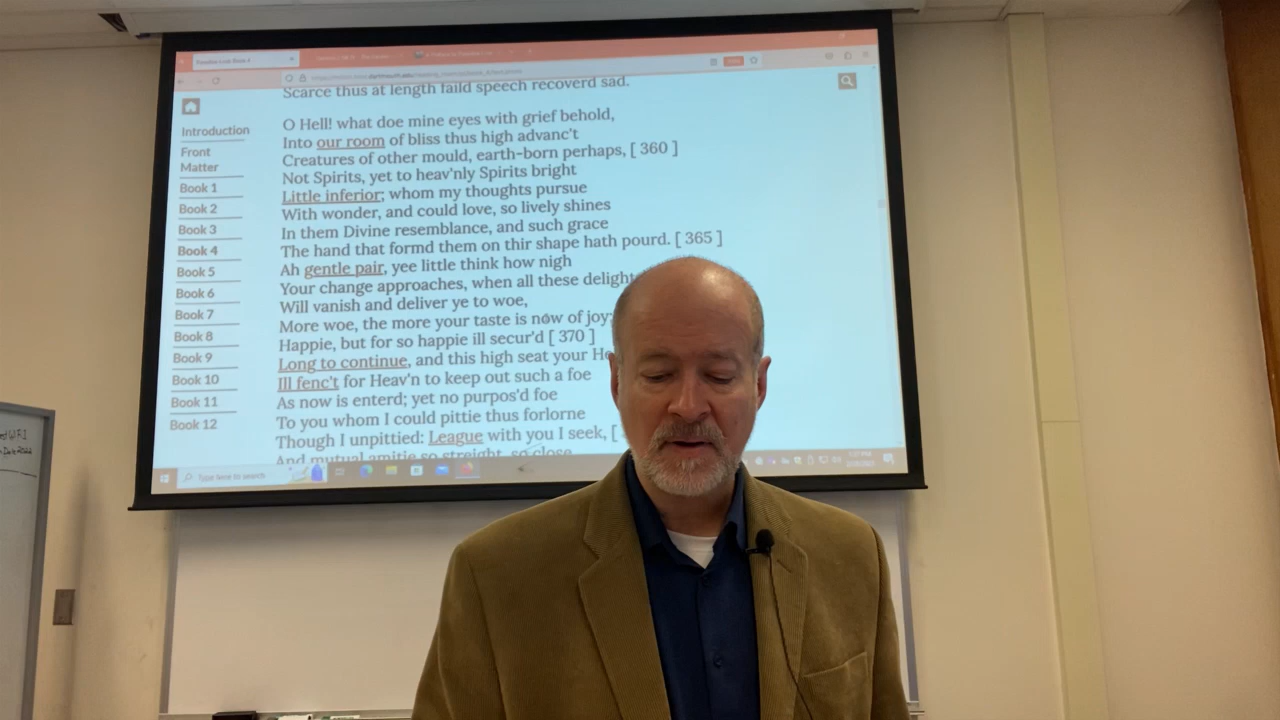 Scarce thus at length faild speech recoverd sad.
O Hell! what doe mine eyes with grief behold,
Into our room of bliss thus high advanc't
Creatures of other mould, earth-born perhaps, [ 360 ]
Not Spirits, yet to heav'nly Spirits bright
Little inferior; whom my thoughts pursue
With wonder, and could love, so lively shines
In them Divine resemblance, and such grace
The hand that formd them on thir shape hath pourd. [ 365 ]
Ah gentle pair, yee little think how nigh
Your change approaches, when all these delight
Will vanish and deliver ye to woe,
More woe, the more your taste is now of joy;
Happie, but for so happie ill secur'd [ 370 ]
Long to continue, and this high seat your He
Ill fenc't for Heav'n to keep out such a foe
As now is enterd; yet no purpos'd foe
To you whom I could pittie thus forlorne
Though I unpittied: League with you I seek, [
And mutual amitie so streight, so close
Introduction
Front
Matter
Book 1
Book 2
Book 3
Book 4
Book 5
Book 6
Book 7
Book 8
Book 9
Book 10
Book 11
Book 12
Type here to search